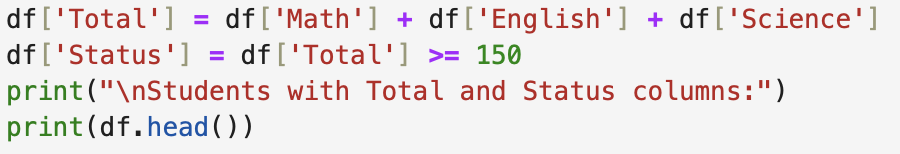 df['Total'] = df['Math'] + df['English'] + df['Science']
df['Status'] = df['Total'] >= 150
print("\nStudents with Total and Status columns:")
print(df.head())